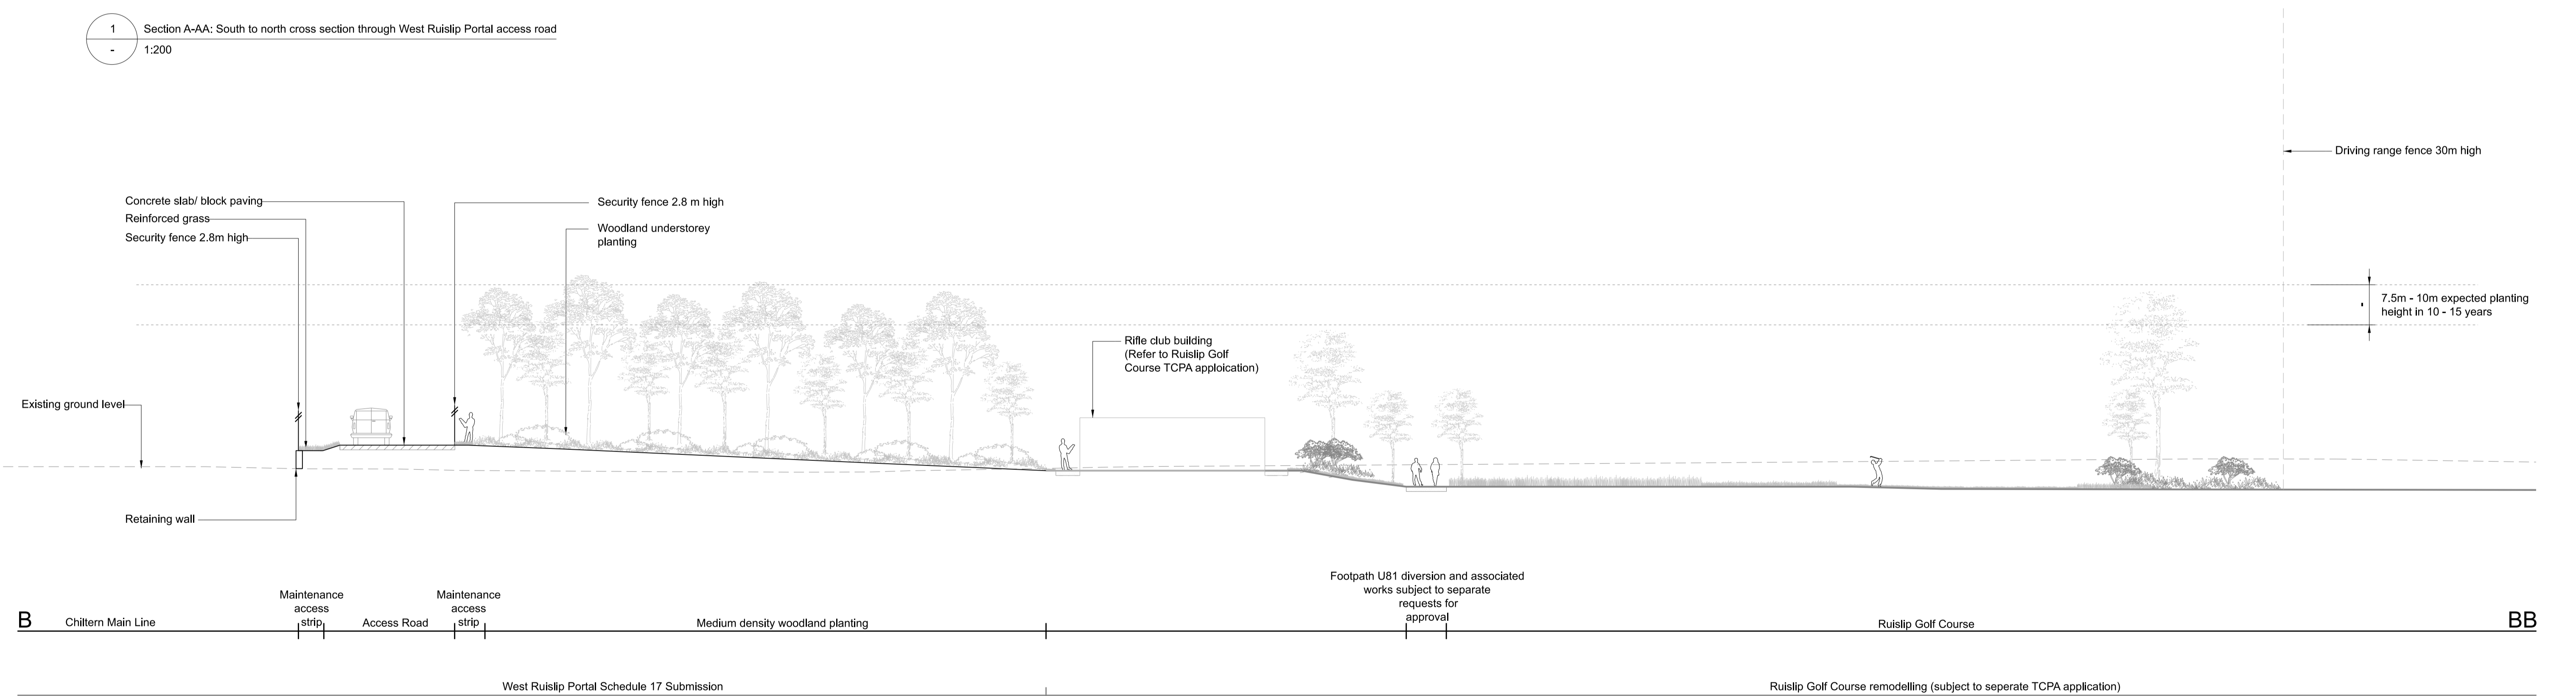 1
Section A-AA: South to north cross section through West Ruislip Portal access road
-
1:200
Driving range fence 30m high
Concrete slab/ block paving
Reinforced grass
Security fence 2.8m high
Security fence 2.8 m high
Woodland understorey
planting
7.5m - 10m expected planting
height in 10 - 15 years
Rifle club building
(Refer to Ruislip Golf
Course TCPA apploication)
Existing ground level
Retaining wall
Footpath U81 diversion and associated
works subject to separate
requests for
approval
Maintenance
access
strip
Maintenance
access
strip
B
Chiltern Main Line
Access Road
Medium density woodland planting
Ruislip Golf Course
BB
West Ruislip Portal Schedule 17 Submission
Ruislip Golf Course remodelling (subject to seperate TCPA application)